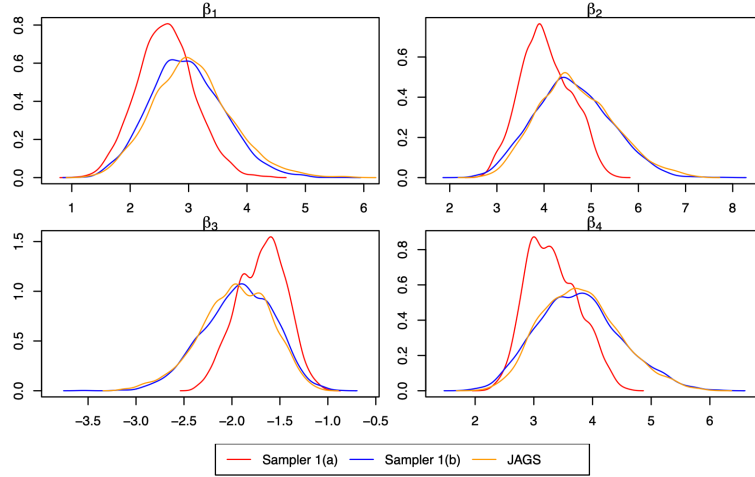 β1 β2
0.0 0.2 0.4 0.6 0.8
1 2 3 4 5 6
0.0 0.2 0.4 0.6
2 3 4 5 6 7 8
β3 β4
0.0 0.5 1.0 1.5
−3.5 −3.0 −2.5 −2.0 −1.5 −1.0 −0.5
0.0 0.2 0.4 0.6 0.8
2 3 4 5 6
Sampler 1(a) Sampler 1(b) JAGS